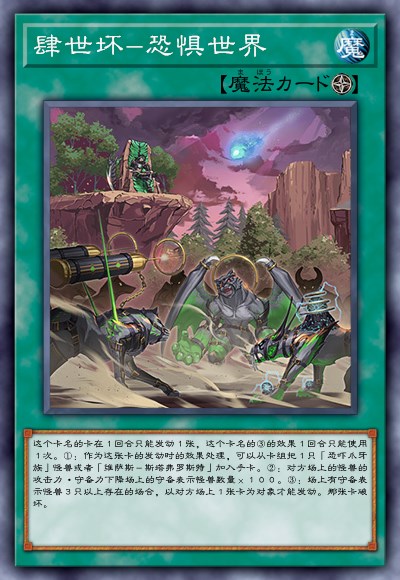 肆世坏-恐惧世界
魔
【魔法カード】
まほう
这个卡名的卡在1回合只能发动1张，这个卡名的③的效果1回合只能使用
1次。①：作为这张卡的发动时的效果处理，可以从卡组把1只「恐吓爪牙
族」怪兽或者「维萨斯-斯塔弗罗斯特」加入手卡。②：对方场上的怪兽的
攻击力·守备力下降场上的守备表示怪兽数量×100。③：场上有守备表
示怪兽3只以上存在的场合，以对方场上1张卡为对象才能发动。那张卡破
坏。